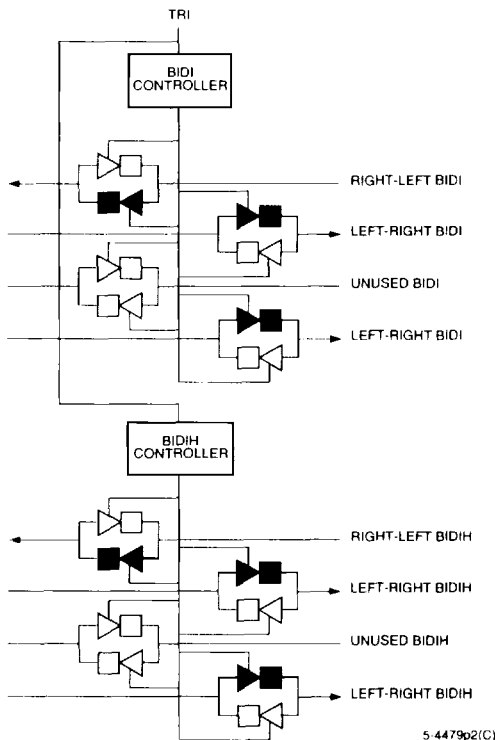 TRI
BIDI
CONTROLLER
RIGHT-LEFT BIDI
LEFT-RIGHT BIDI
UNUSED BIDI
LEFT-RIGHT BIDI
BIDIH
CONTROLLER
RIGHT-LEFT BIDIH
LEFT-RIGHT BIDIH
UNUSED BIDIH
LEFT-RIGHT BIDIH
5-4479p2(C)